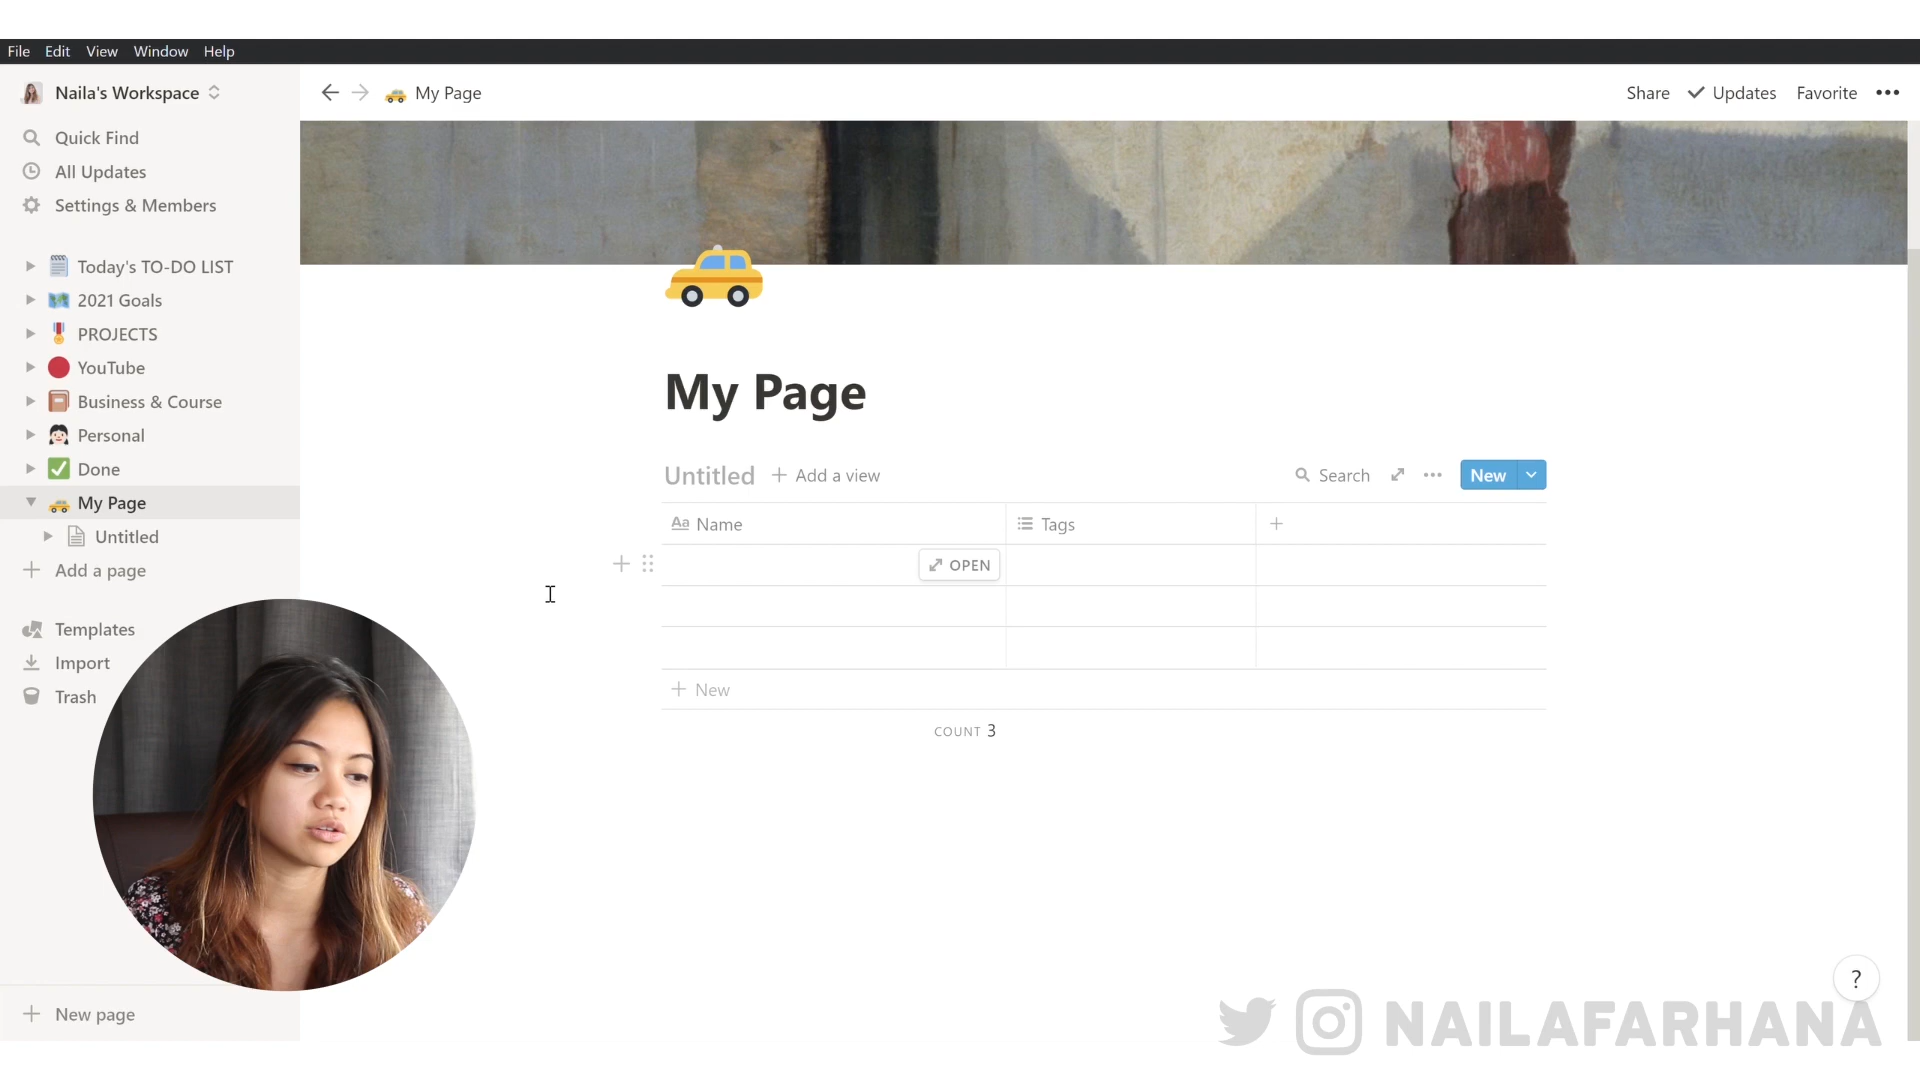 File Edit View Window Help
Naila's Workspace
My Page
Share Updates Favorite
Quick Find
All Updates
Settings & Members
Today's TO-DO LIST
2021 Goals
PROJECTS
YouTube
Business & Course
Personal
Done
My Page
Untitled
Add a page
Templates
Import
Trash
New page
My Page
Untitled + Add a view
Search ••• New
Aa Name Tags +
OPEN
+ New
COUNT 3
?
NAILAFARHANA